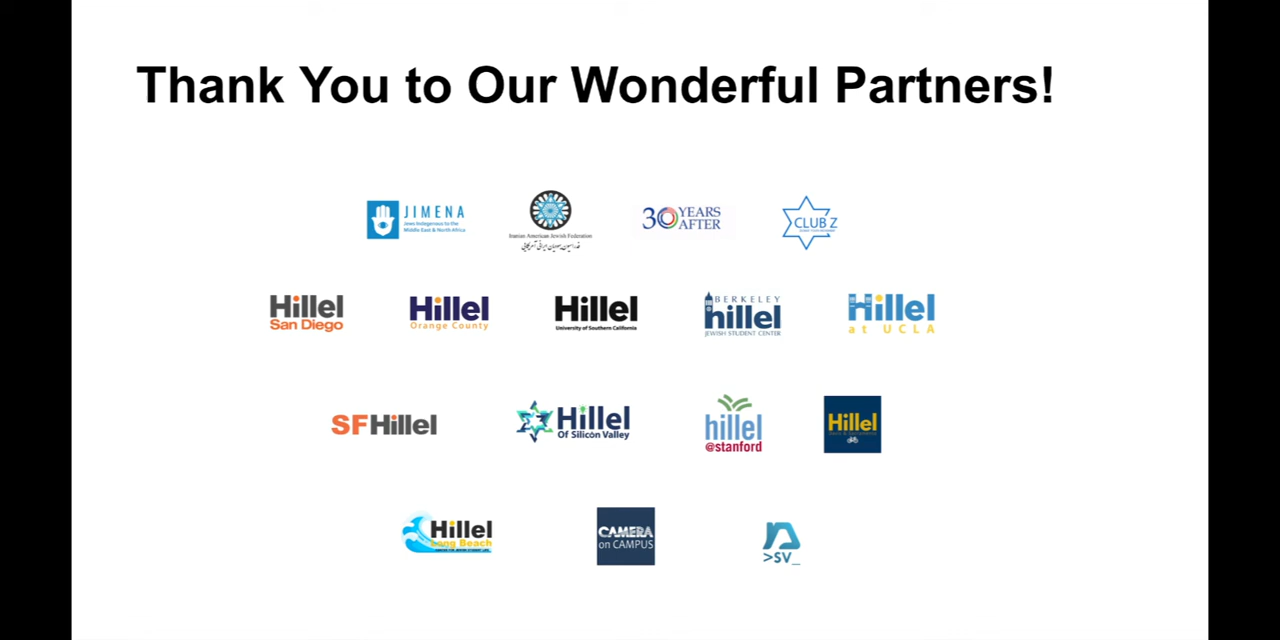 Thank You to Our Wonderful Partners!
JIMENA
Jews Indigenous to the
Middle East & North Africa
Iranian American Jewish Federation
30 YEARS
AFTER
CLUB Z
Hillel
San Diego
Hillel
Orange County
Hillel
University of Southern California
BERKELEY
hillel
JEWISH STUDENT CENTER
Hillel
at UCLA
SFHillel
Hillel
Of Silicon Valley
hillel
@stanford
Hillel
Hillel
Long Beach
CAMERA
on CAMPUS
>SV_